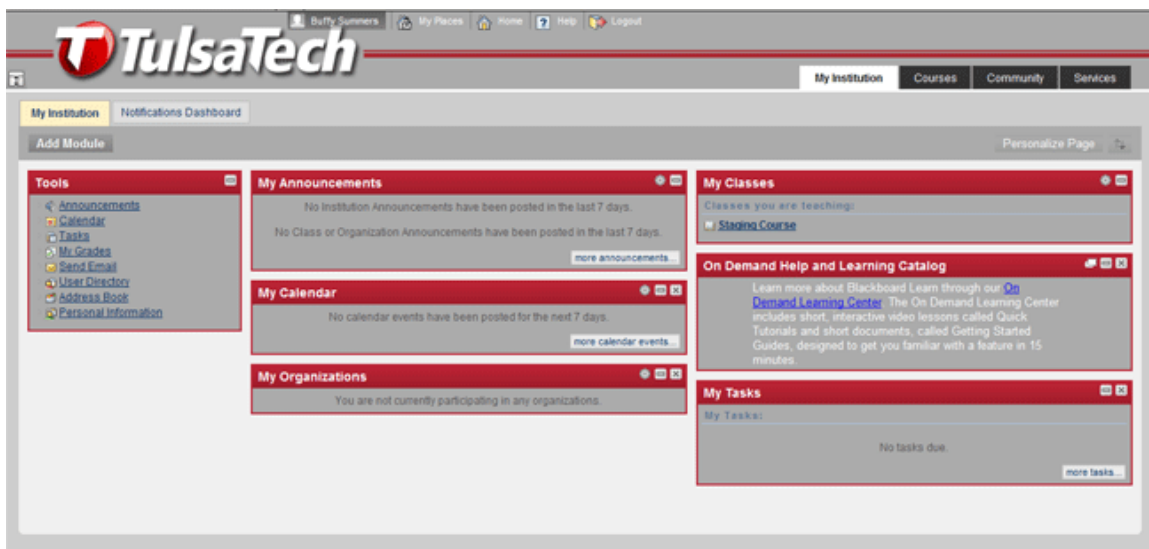 Buffy Summers My Places Home Help Logout
TulsaTech
My Institution Courses Community Services
My Institution Notifications Dashboard
Add Module Personalize Page
Tools
Announcements
Calendar
Tasks
My Grades
Send Email
User Directory
Address Book
Personal Information
My Announcements
No Institution Announcements have been posted in the last 7 days.
No Class or Organization Announcements have been posted in the last 7 days.
more announcements...
My Calendar
No calendar events have been posted for the next 7 days.
more calendar events...
My Organizations
You are not currently participating in any organizations.
My Classes
Classes you are teaching:
Staging Course
On Demand Help and Learning Catalog
Learn more about Blackboard Learn through our On
Demand Learning Center. The On Demand Learning Center
includes short, interactive video lessons called Quick
Tutorials and short documents, called Getting Started
Guides, designed to get you familiar with a feature in 15
minutes.
My Tasks
My Tasks:
No tasks due.
more tasks...